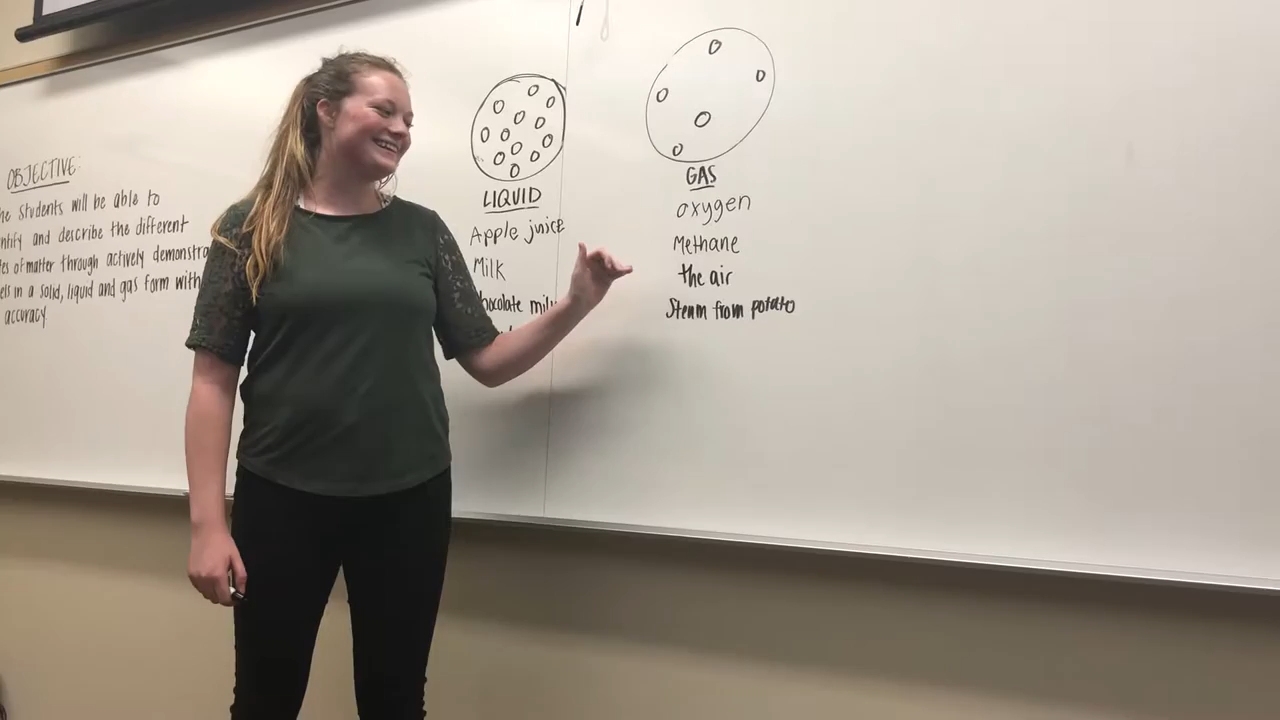 OBJECTIVE:
he students will be able to
ntify and describe the different
es of matter through actively demonstra
els in a solid, liquid and gas form with
accuracy
LIQUID
Apple juice
Milk
chocolate mil
GAS
oxygen
Methane
the air
Steam from potato